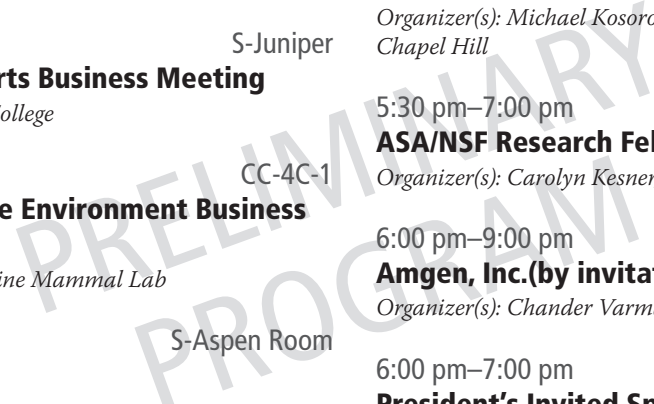 S-Juniper
rts Business Meeting
ollege
CC-4C-1
e Environment Business
ine Mammal Lab
S-Aspen Room
Organizer(s): Michael Kosoro
Chapel Hill
5:30 pm–7:00 pm
ASA/NSF Research Fel
Organizer(s): Carolyn Kesner
6:00 pm–9:00 pm
Amgen, Inc.(by invita
Organizer(s): Chander Varm
6:00 pm–7:00 pm
President’s Invited Sp
PRELIMINARY
PROGRAM